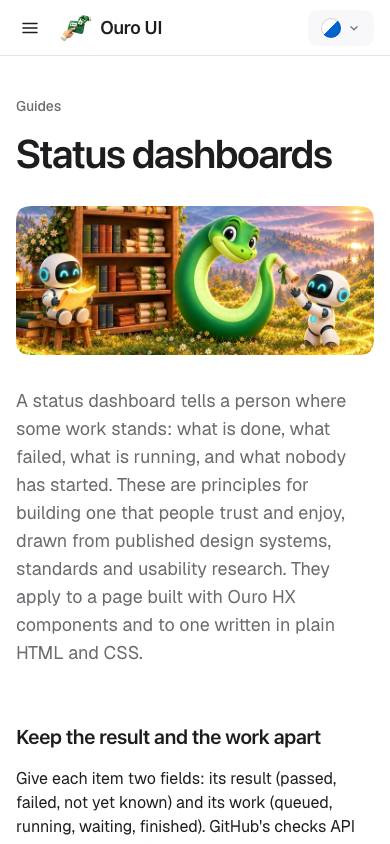 Ouro UI
Guides
Status dashboards
A status dashboard tells a person where
some work stands: what is done, what
failed, what is running, and what nobody
has started. These are principles for
building one that people trust and enjoy,
drawn from published design systems,
standards and usability research. They
apply to a page built with Ouro HX
components and to one written in plain
HTML and CSS.
Keep the result and the work apart
Give each item two fields: its result (passed,
failed, not yet known) and its work (queued,
running, waiting, finished). GitHub's checks API